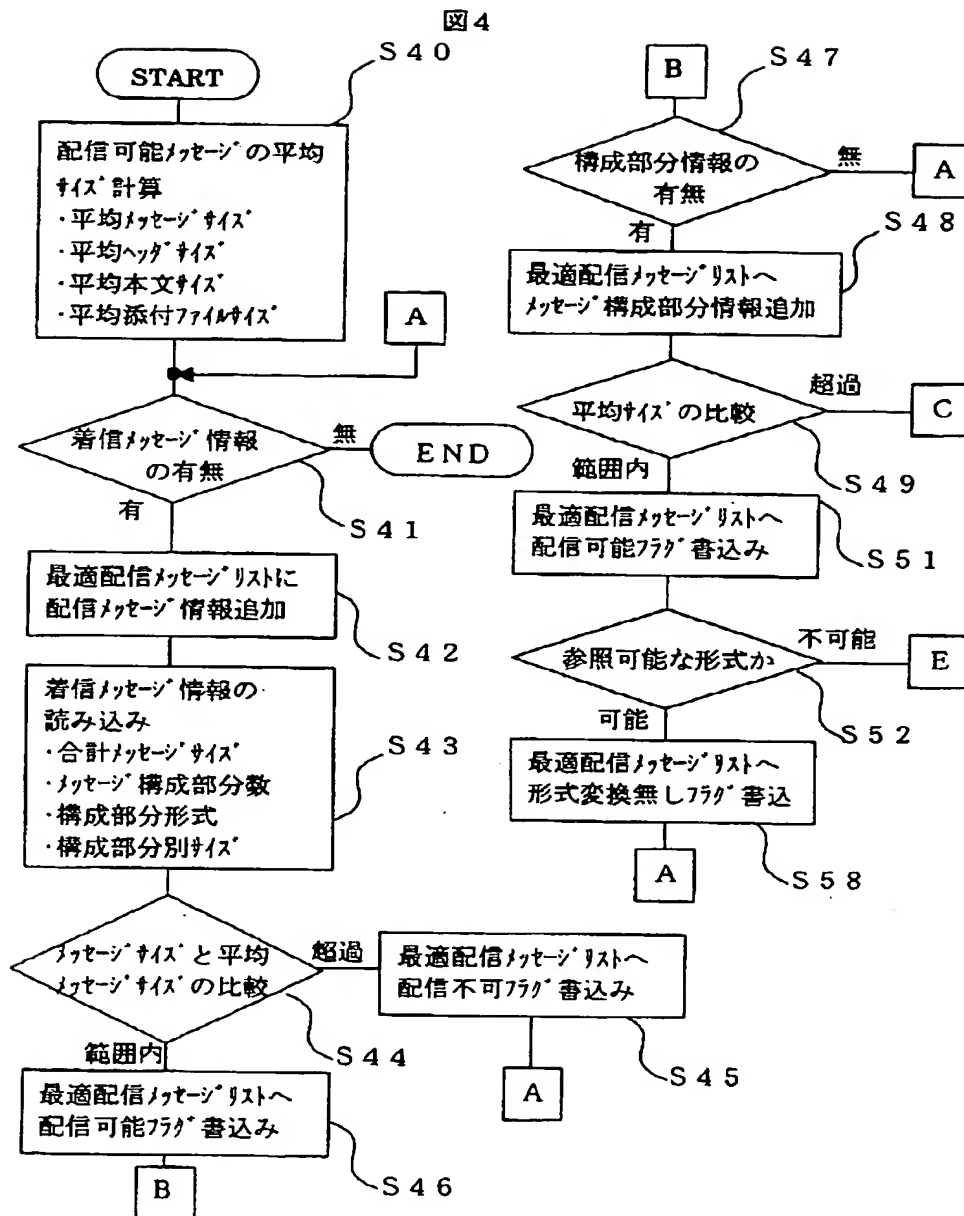 図4
S40
START
配信可能ﾒｯｾｰｼﾞの平均
ｻｲｽﾞ計算
・平均ﾒｯｾｰｼﾞｻｲｽﾞ
・平均ﾍｯﾀﾞｻｲｽﾞ
・平均本文ｻｲｽﾞ
・平均添付ﾌｧｲﾙｻｲｽﾞ
A
着信ﾒｯｾｰｼﾞ情報
の有無
無
END
有
S41
最適配信ﾒｯｾｰｼﾞﾘｽﾄに
配信ﾒｯｾｰｼﾞ情報追加
S42
着信ﾒｯｾｰｼﾞ情報の
読み込み
・合計ﾒｯｾｰｼﾞｻｲｽﾞ
・ﾒｯｾｰｼﾞ構成部分数
・構成部分形式
・構成部分別ｻｲｽﾞ
S43
ﾒｯｾｰｼﾞｻｲｽﾞと平均
ﾒｯｾｰｼﾞｻｲｽﾞの比較
超過
最適配信ﾒｯｾｰｼﾞﾘｽﾄへ
配信不可ﾌﾗｸﾞ書込み
範囲内
S44
S45
A
最適配信ﾒｯｾｰｼﾞﾘｽﾄへ
配信可能ﾌﾗｸﾞ書込み
S46
B
B
S47
構成部分情報の
有無
無
A
有
S48
最適配信ﾒｯｾｰｼﾞﾘｽﾄへ
ﾒｯｾｰｼﾞ構成部分情報追加
平均ｻｲｽﾞの比較
超過
C
範囲内
S49
最適配信ﾒｯｾｰｼﾞﾘｽﾄへ
配信可能ﾌﾗｸﾞ書込み
S51
参照可能な形式か
不可能
E
可能
S52
最適配信ﾒｯｾｰｼﾞﾘｽﾄへ
形式変換無しﾌﾗｸﾞ書込
S58
A